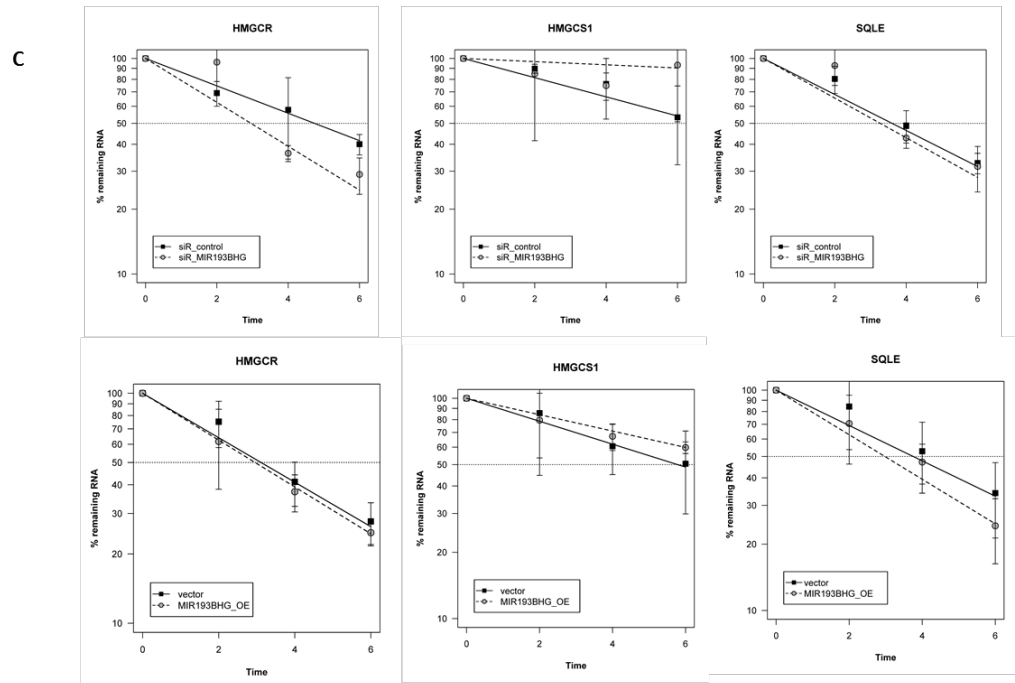 C
HMGCR
% remaining RNA
100
90
80
70
60
50
40
30
20
10
siR_control
siR_MIR193BHG
0 2 4 6
Time
HMGCS1
% remaining RNA
100
90
80
70
60
50
40
30
20
10
siR_control
siR_MIR193BHG
0 2 4 6
Time
SQLE
% remaining RNA
100
90
80
70
60
50
40
30
20
10
siR_control
siR_MIR193BHG
0 2 4 6
Time
HMGCR
% remaining RNA
100
90
80
70
60
50
40
30
20
10
vector
MIR193BHG_OE
0 2 4 6
Time
HMGCS1
% remaining RNA
100
90
80
70
60
50
40
30
20
10
vector
MIR193BHG_OE
0 2 4 6
Time
SQLE
% remaining RNA
100
90
80
70
60
50
40
30
20
10
vector
MIR193BHG_OE
0 2 4 6
Time